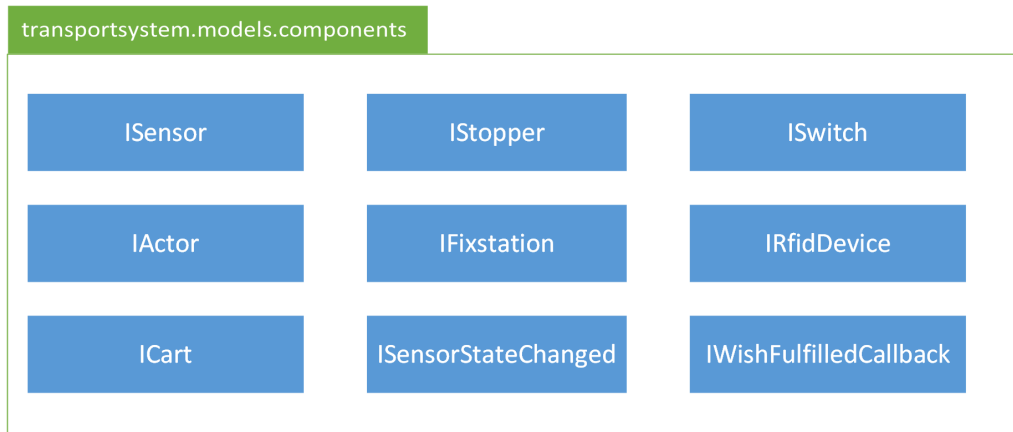 transportsystem.models.components
ISensor
IStopper
ISwitch
IActor
IFixstation
IRfidDevice
ICart
ISensorStateChanged
IWishFulfilledCallback